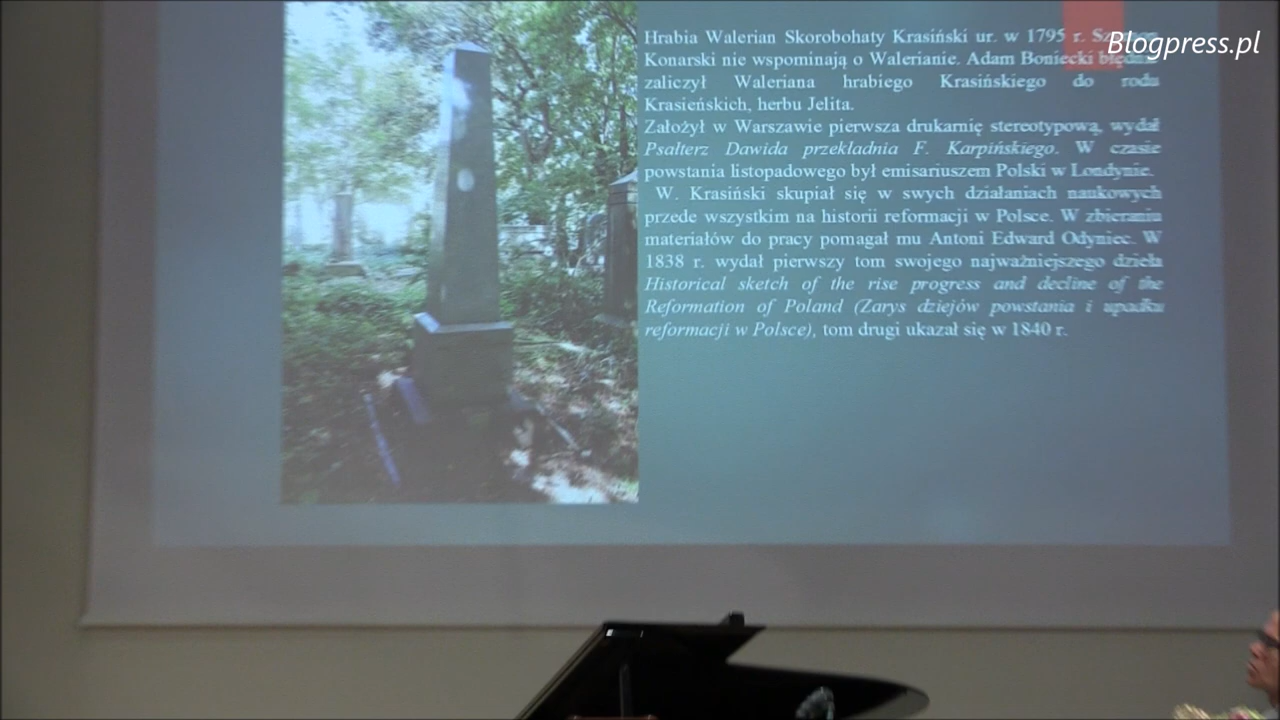 Blogpress.pl
Hrabia Walerian Skorobohaty Krasiński ur. w 1795 r.
Konarski nie wspominają o Walerianie. Adam Boniecki błędnie
zaliczył Waleriana hrabiego Krasińskiego do rodu
Krasieńskich, herbu Jelita.
Założył w Warszawie pierwsza drukarnię stereotypową, wydał
Psałterz Dawida przekładnia F. Karpińskiego. W czasie
powstania listopadowego był emisariuszem Polski w Londynie.
W. Krasiński skupiał się w swych działaniach naukowych
przede wszystkim na historii reformacji w Polsce. W zbieraniu
materiałów do pracy pomagał mu Antoni Edward Odyniec. W
1838 r. wydał pierwszy tom swojego najważniejszego dzieła
Historical sketch of the rise progress and decline of the
Reformation of Poland (Zarys dziejów powstania i upadku
reformacji w Polsce), tom drugi ukazał się w 1840 r.